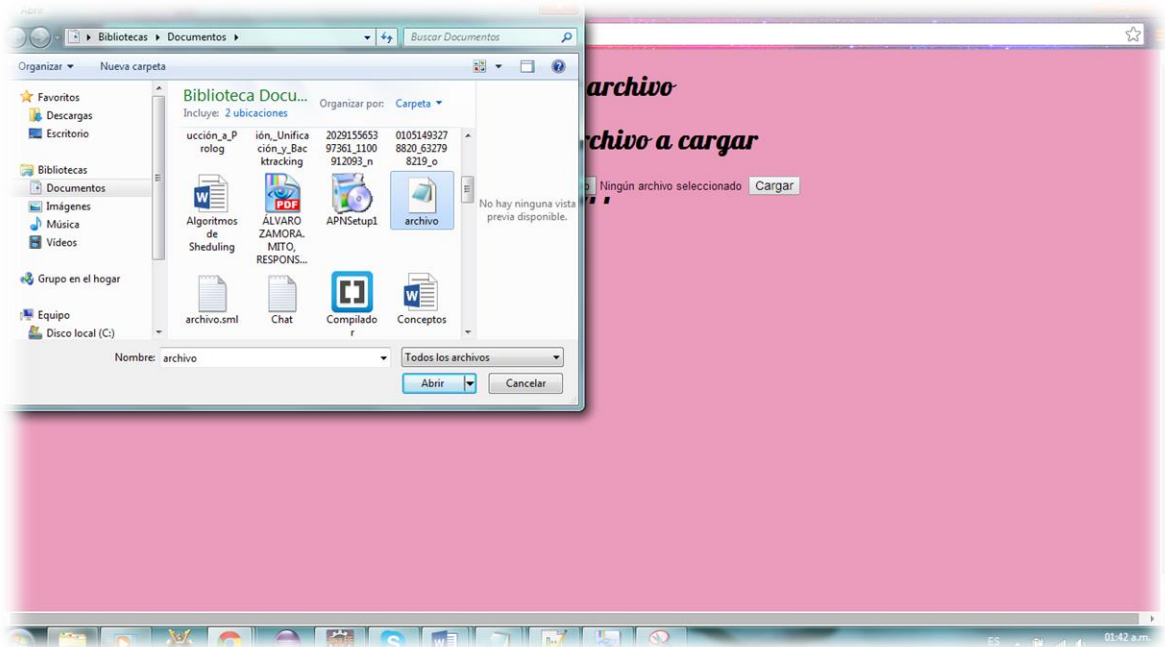 Abrir
Bibliotecas ▸ Documentos ▸
Buscar Documentos
Organizar ▾ Nueva carpeta
Favoritos
Descargas
Escritorio
Bibliotecas
Documentos
Imágenes
Música
Vídeos
Grupo en el hogar
Equipo
Disco local (C:)
Biblioteca Docu...
Incluye: 2 ubicaciones
Organizar por: Carpeta ▾
ucción_a_P
rolog
ión,_Unifica
ción_y_Bac
ktracking
2029155653
97361_1100
912093_n
0105149327
8820_63279
8219_o
Algoritmos
de
Sheduling
ÁLVARO
ZAMORA.
MITO,
RESPONS...
APNSetup1
archivo
archivo.sml
Chat
Compilado
r
Conceptos
No hay ninguna vista
previa disponible.
Nombre: archivo
Todos los archivos
Abrir
Cancelar
archivo
rchivo a cargar
Ningún archivo seleccionado Cargar
ES
01:42 a.m.